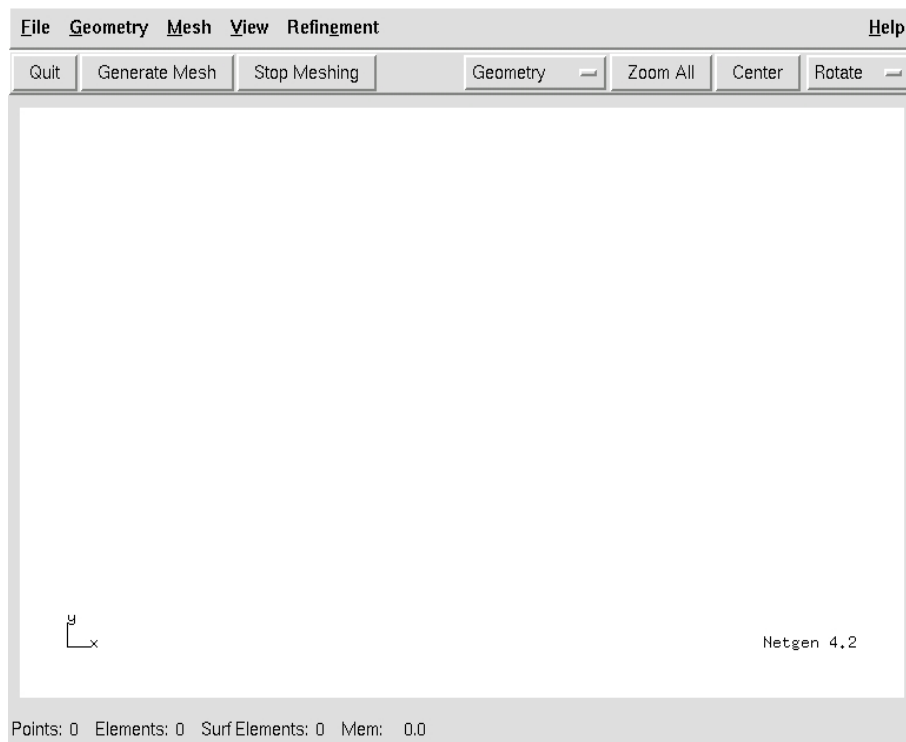 File Geometry Mesh View Refinement Help
Quit Generate Mesh Stop Meshing Geometry Zoom All Center Rotate
y
x
Netgen 4.2
Points: 0 Elements: 0 Surf Elements: 0 Mem: 0.0